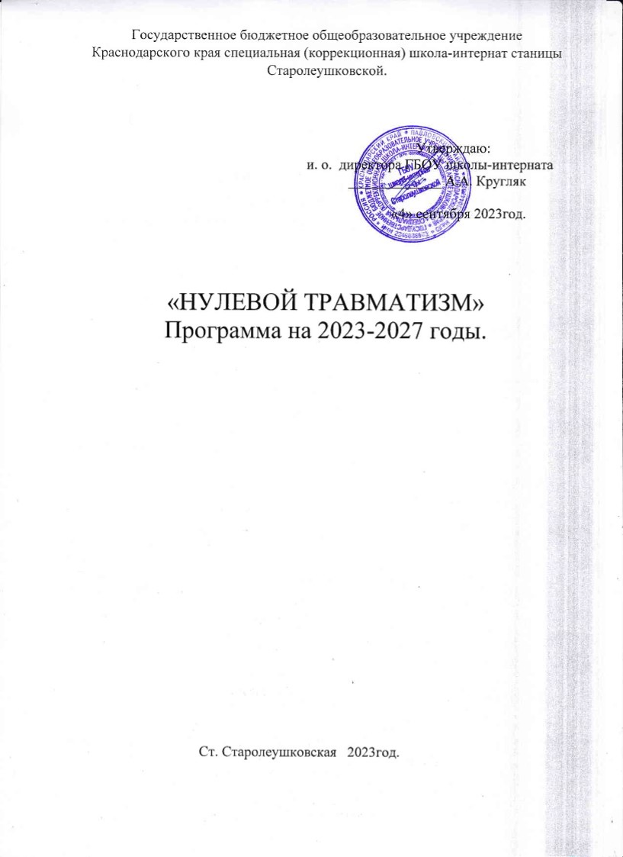 Государственное бюджетное общеобразовательное учреждение
Краснодарского края специальная (коррекционная) школа-интернат станицы
Старолеушковской.
Утверждаю:
и. о. директора ГБОУ школы-интерната
А.А. Кругляк
«4» сентября 2023год.
«НУЛЕВОЙ ТРАВМАТИЗМ»
Программа на 2023-2027 годы.
Ст. Старолеушковская 2023год.